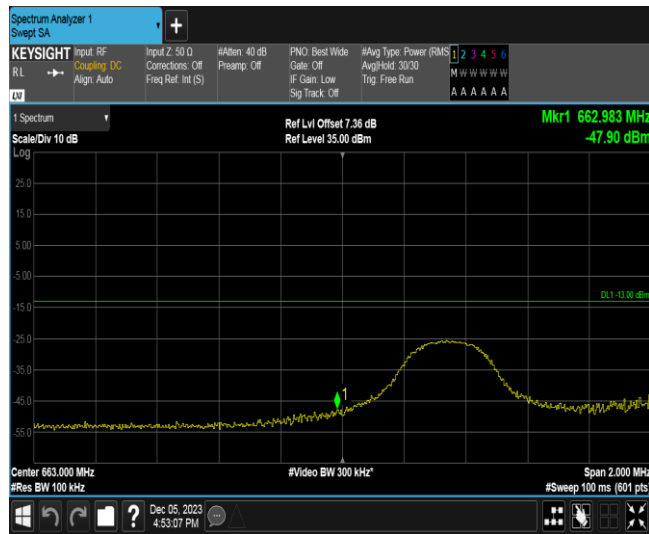 Spectrum Analyzer 1
Swept SA
KEYSIGHT
RL
LXI
Input: RF
Coupling: DC
Align: Auto
Input Z: 50 Ω
Corrections: Off
Freq Ref: Int (S)
#Atten: 40 dB
Preamp: Off
PNO: Best Wide
Gate: Off
IF Gain: Low
Sig Track: Off
#Avg Type: Power (RMS
Avg|Hold: 30/30
Trig: Free Run
1 2 3 4 5 6
M W W W W W
A A A A A A
1 Spectrum
Scale/Div 10 dB
Log
Ref Lvl Offset 7.36 dB
Ref Level 35.00 dBm
Mkr1 662.983 MHz
-47.90 dBm
25.0
15.0
5.00
-5.00
-15.0
-25.0
-35.0
-45.0
-55.0
DL1 -13.00 dBm
1
Center 663.000 MHz
#Res BW 100 kHz
#Video BW 300 kHz*
Span 2.000 MHz
#Sweep 100 ms (601 pts
?
Dec 05, 2023
4:53:07 PM